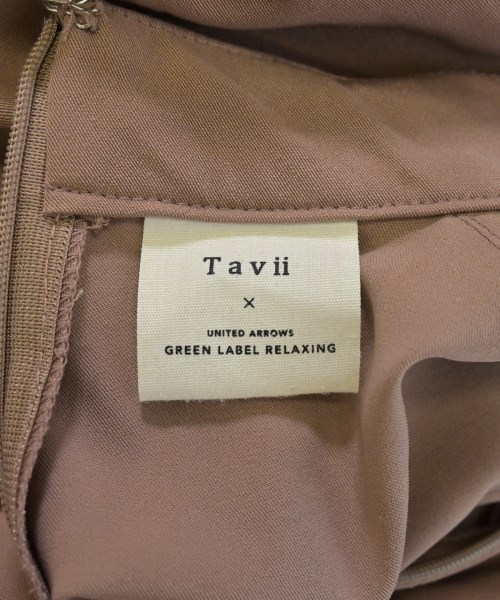 Tavii
×
UNITED ARROWS
GREEN LABEL RELAXING